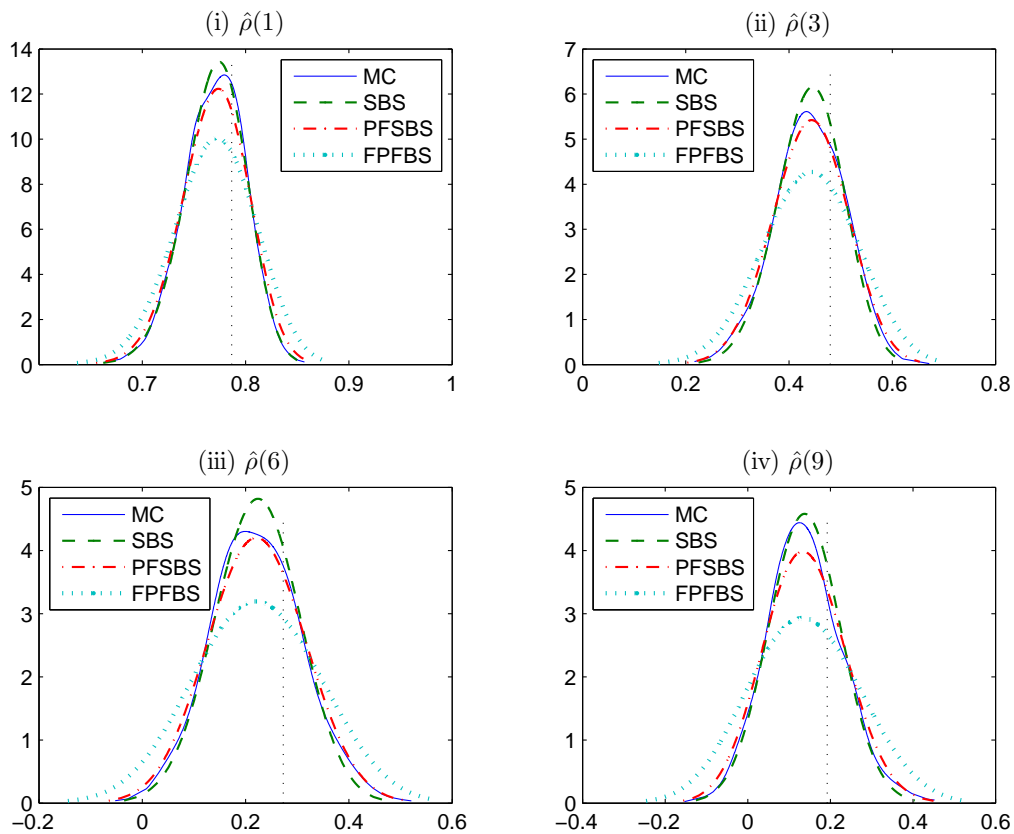 (i) ρ̂(1)
14
12
10
8
6
4
2
0
0.7
0.8
0.9
1
MC
SBS
PFSBS
FPFBS
(ii) ρ̂(3)
7
6
5
4
3
2
1
0
0
0.2
0.4
0.6
0.8
MC
SBS
PFSBS
FPFBS
(iii) ρ̂(6)
5
4
3
2
1
0
−0.2
0
0.2
0.4
0.6
MC
SBS
PFSBS
FPFBS
(iv) ρ̂(9)
5
4
3
2
1
0
−0.4
−0.2
0
0.2
0.4
0.6
MC
SBS
PFSBS
FPFBS